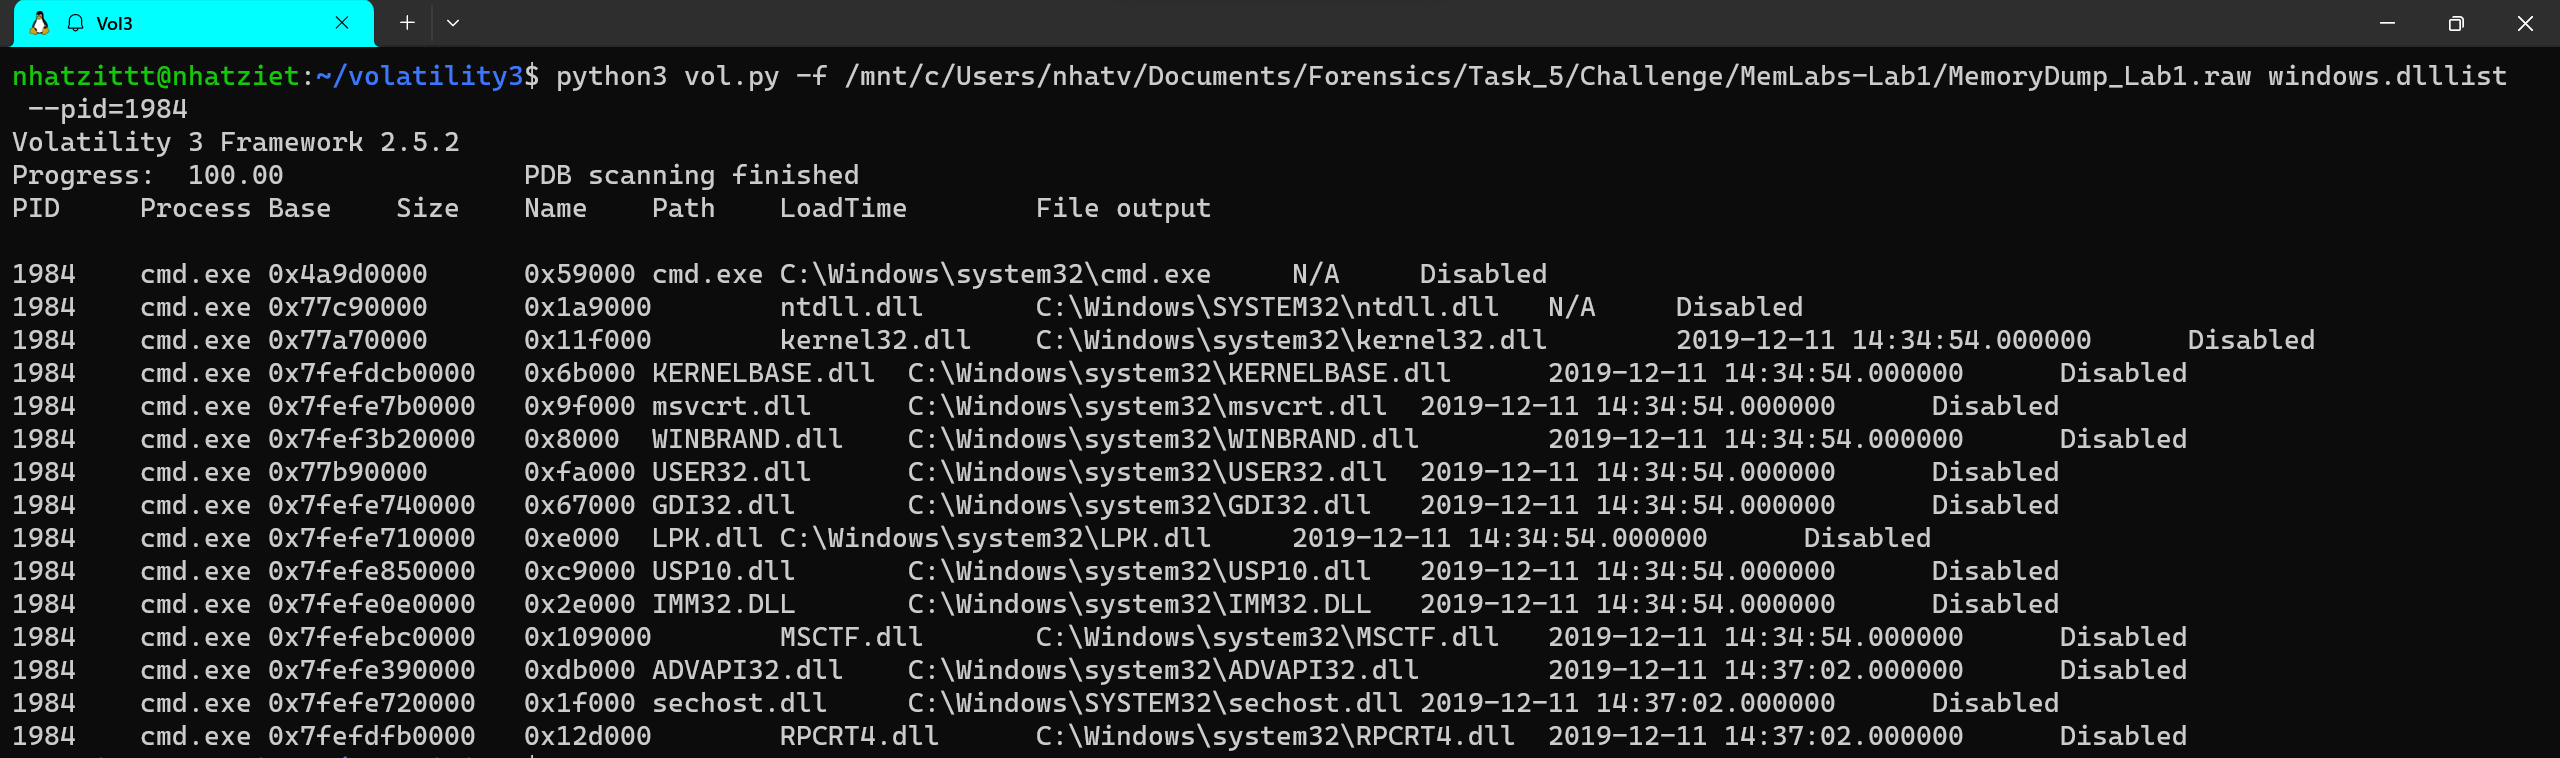 Vol3
nhatzittt@nhatziet:~/volatility3$ python3 vol.py -f /mnt/c/Users/nhatv/Documents/Forensics/Task_5/Challenge/MemLabs-Lab1/MemoryDump_Lab1.raw windows.dlllist
 --pid=1984
Volatility 3 Framework 2.5.2
Progress:  100.00               PDB scanning finished
PID     Process Base    Size    Name    Path    LoadTime        File output
1984    cmd.exe 0x4a9d0000      0x59000 cmd.exe C:\Windows\system32\cmd.exe     N/A     Disabled
1984    cmd.exe 0x77c90000      0x1a9000        ntdll.dll       C:\Windows\SYSTEM32\ntdll.dll   N/A     Disabled
1984    cmd.exe 0x77a70000      0x11f000        kernel32.dll    C:\Windows\system32\kernel32.dll        2019-12-11 14:34:54.000000      Disabled
1984    cmd.exe 0x7fefdcb0000   0x6b000 KERNELBASE.dll  C:\Windows\system32\KERNELBASE.dll      2019-12-11 14:34:54.000000      Disabled
1984    cmd.exe 0x7fefe7b0000   0x9f000 msvcrt.dll      C:\Windows\system32\msvcrt.dll  2019-12-11 14:34:54.000000      Disabled
1984    cmd.exe 0x7fef3b20000   0x8000  WINBRAND.dll    C:\Windows\system32\WINBRAND.dll        2019-12-11 14:34:54.000000      Disabled
1984    cmd.exe 0x77b90000      0xfa000 USER32.dll      C:\Windows\system32\USER32.dll  2019-12-11 14:34:54.000000      Disabled
1984    cmd.exe 0x7fefe740000   0x67000 GDI32.dll       C:\Windows\system32\GDI32.dll   2019-12-11 14:34:54.000000      Disabled
1984    cmd.exe 0x7fefe710000   0xe000  LPK.dll C:\Windows\system32\LPK.dll     2019-12-11 14:34:54.000000      Disabled
1984    cmd.exe 0x7fefe850000   0xc9000 USP10.dll       C:\Windows\system32\USP10.dll   2019-12-11 14:34:54.000000      Disabled
1984    cmd.exe 0x7fefe0e0000   0x2e000 IMM32.DLL       C:\Windows\system32\IMM32.DLL   2019-12-11 14:34:54.000000      Disabled
1984    cmd.exe 0x7fefebc0000   0x109000        MSCTF.dll       C:\Windows\system32\MSCTF.dll   2019-12-11 14:34:54.000000      Disabled
1984    cmd.exe 0x7fefe390000   0xdb000 ADVAPI32.dll    C:\Windows\system32\ADVAPI32.dll        2019-12-11 14:37:02.000000      Disabled
1984    cmd.exe 0x7fefe720000   0x1f000 sechost.dll     C:\Windows\SYSTEM32\sechost.dll 2019-12-11 14:37:02.000000      Disabled
1984    cmd.exe 0x7fefdfb0000   0x12d000        RPCRT4.dll      C:\Windows\system32\RPCRT4.dll  2019-12-11 14:37:02.000000      Disabled